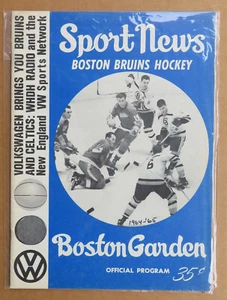 VOLKSWAGEN BRINGS YOU BRUINS
AND CELTICS: WHDH RADIO and the
New England VW Sports Network
Sport News
BOSTON BRUINS HOCKEY
1964-'65
Boston Garden
OFFICIAL PROGRAM 35¢